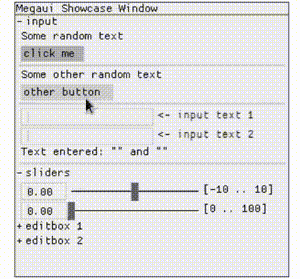 Megaui Showcase Window
- input
Some random text
click me
Some other random text
other button
<- input text 1
<- input text 2
Text entered: "" and ""
- sliders
0.00 [-10 .. 10]
0.00 [0 .. 100]
+ editbox 1
+ editbox 2